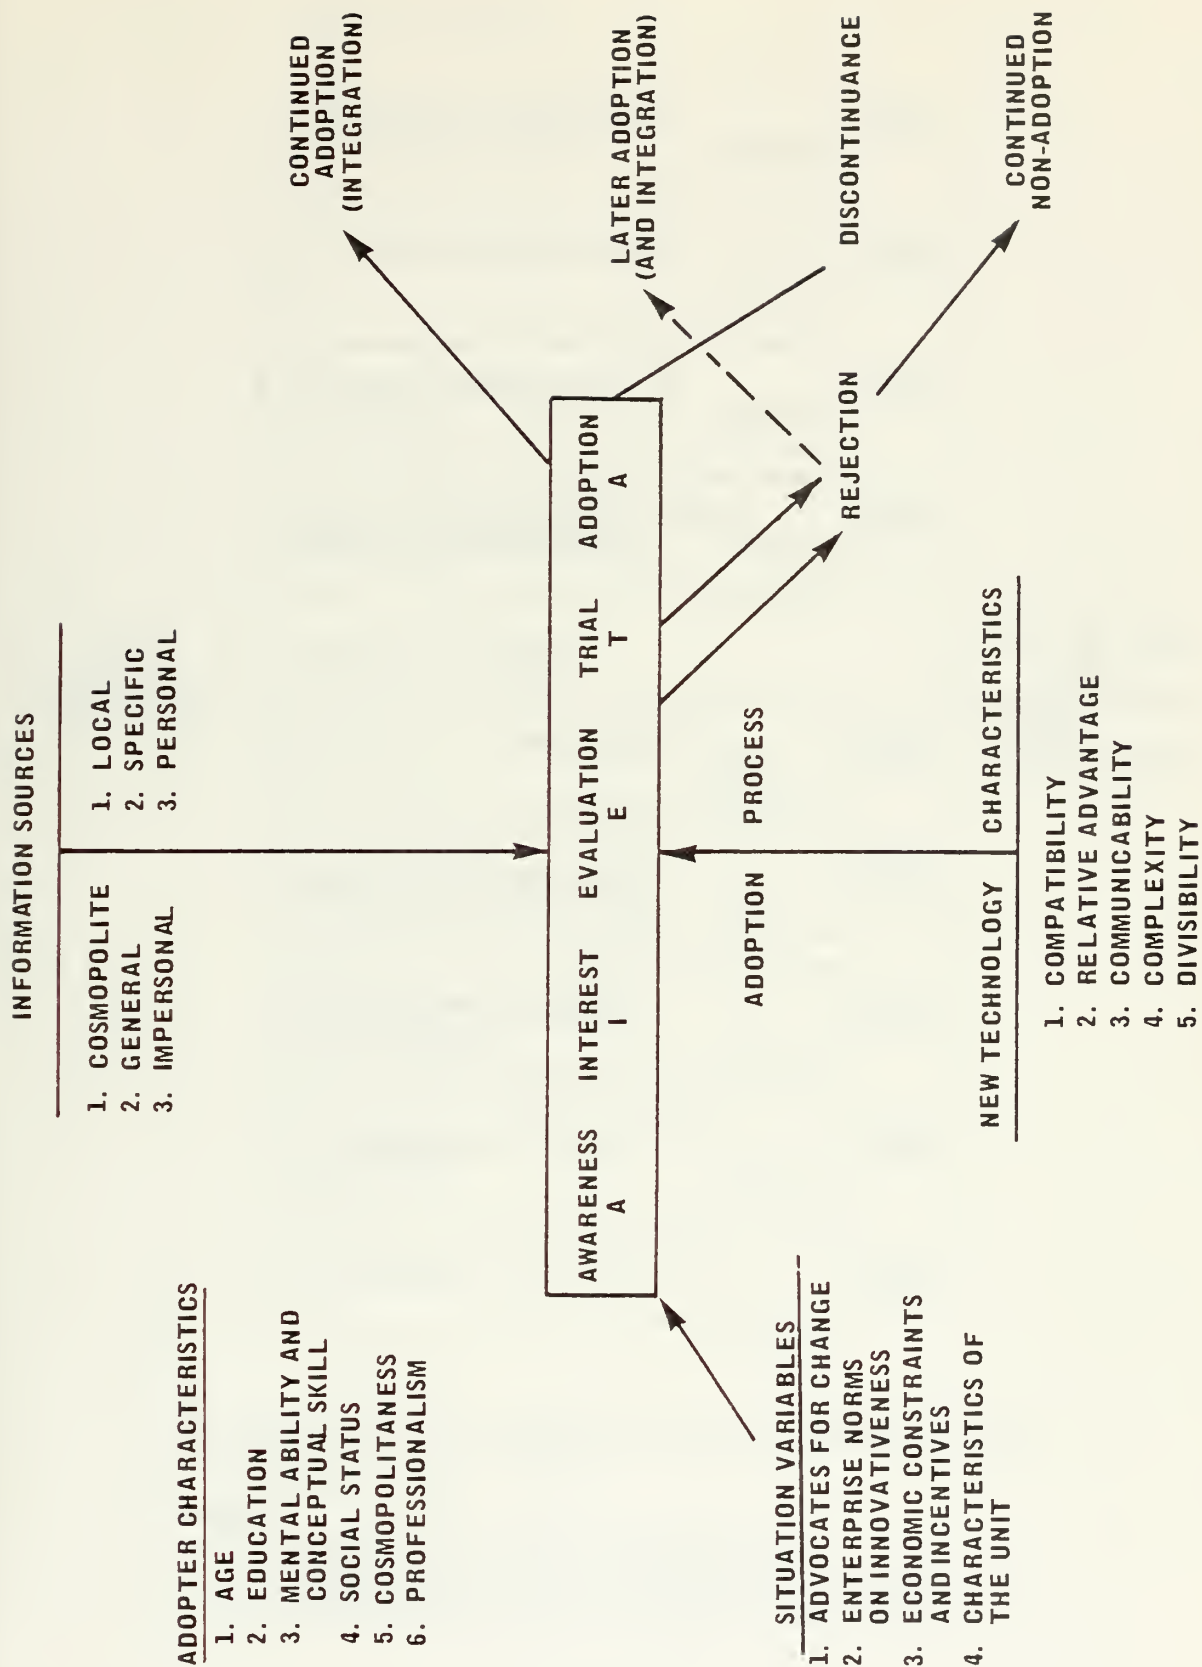 INFORMATION SOURCES
1. COSMOPOLITE
2. GENERAL
3. IMPERSONAL
1. LOCAL
2. SPECIFIC
3. PERSONAL
ADOPTER CHARACTERISTICS
1. AGE
2. EDUCATION
3. MENTAL ABILITY AND
CONCEPTUAL SKILL
4. SOCIAL STATUS
5. COSMOPOLITANESS
6. PROFESSIONALISM
CONTINUED
ADOPTION
(INTEGRATION)
AWARENESS INTEREST EVALUATION TRIAL ADOPTION
A I E T A
LATER ADOPTION
(AND INTEGRATION)
ADOPTION PROCESS
DISCONTINUANCE
REJECTION
SITUATION VARIABLES
1. ADVOCATES FOR CHANGE
2. ENTERPRISE NORMS
ON INNOVATIVENESS
3. ECONOMIC CONSTRAINTS
AND INCENTIVES
4. CHARACTERISTICS OF
THE UNIT
NEW TECHNOLOGY CHARACTERISTICS
1. COMPATIBILITY
2. RELATIVE ADVANTAGE
3. COMMUNICABILITY
4. COMPLEXITY
5. DIVISIBILITY
CONTINUED
NON-ADOPTION